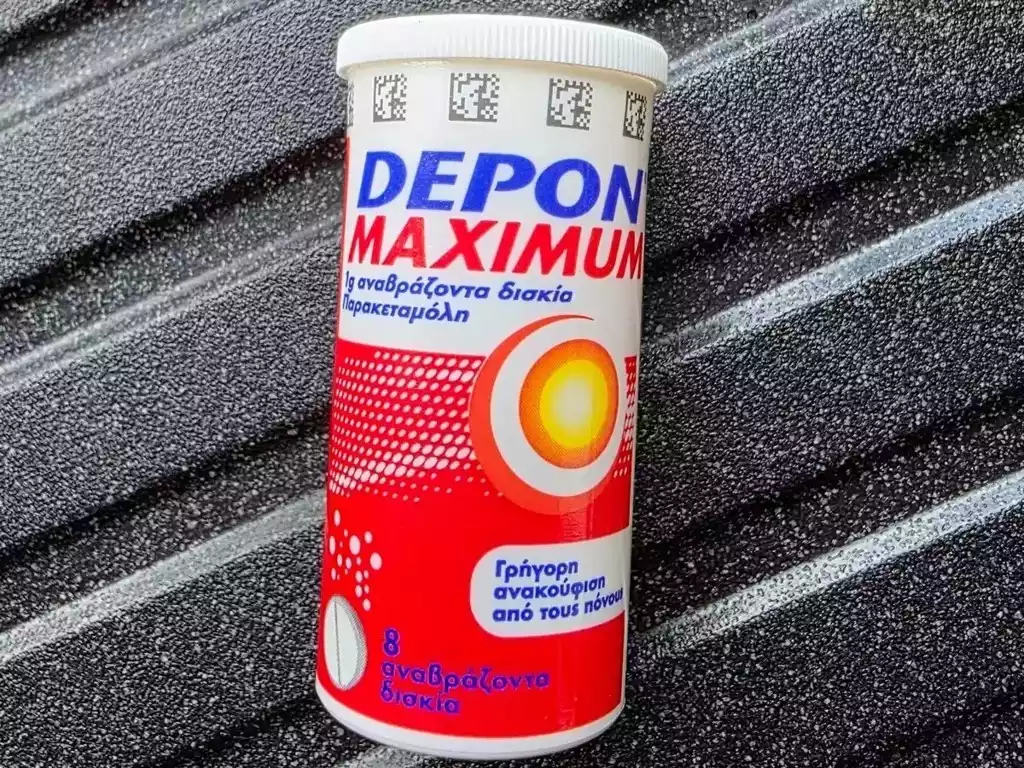 DEPON
MAXIMUM
1g αναβράζοντα δισκία
Παρακεταμόλη
Γρήγορη
ανακούφιση
από τους πόνους
8
αναβράζοντα
δισκία